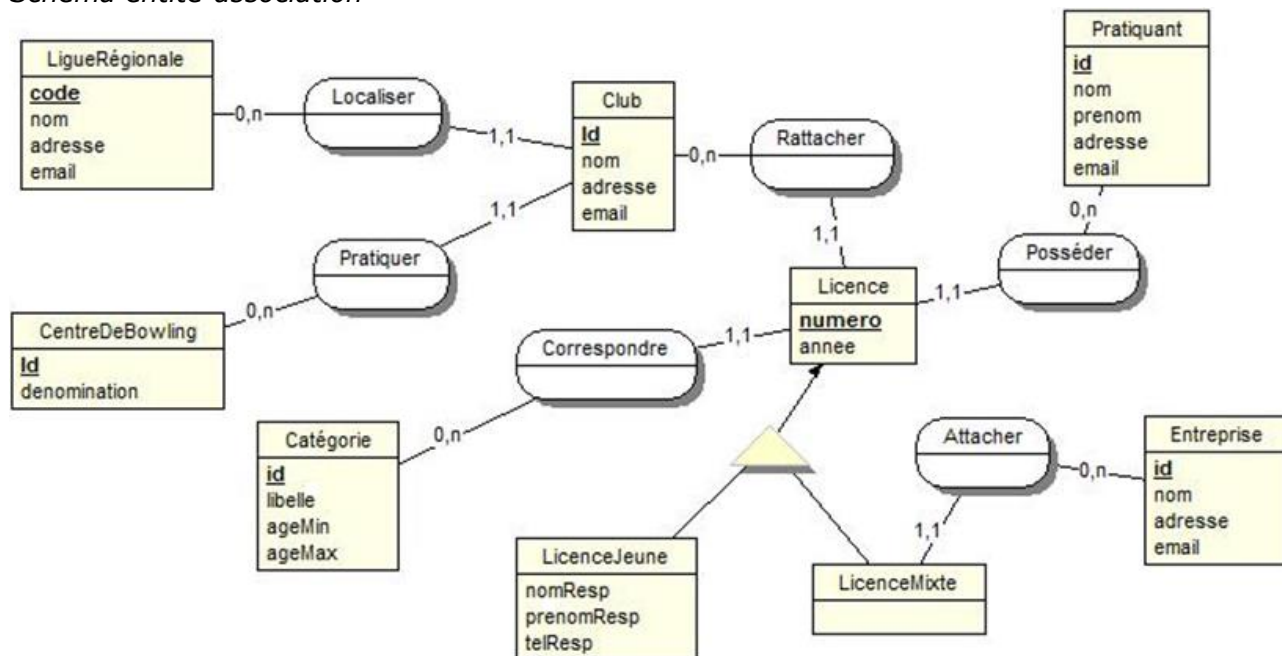 Schéma entité-association
LigueRégionale
code
nom
adresse
email
0,n
Localiser
1,1
Club
Id
nom
adresse
email
0,n
Rattacher
1,1
Pratiquant
id
nom
prenom
adresse
email
0,n
Posséder
1,1
1,1
Pratiquer
0,n
CentreDeBowling
Id
denomination
Licence
numero
annee
1,1
Correspondre
0,n
Catégorie
id
libelle
ageMin
ageMax
LicenceJeune
nomResp
prenomResp
telResp
LicenceMixte
1,1
Attacher
0,n
Entreprise
id
nom
adresse
email